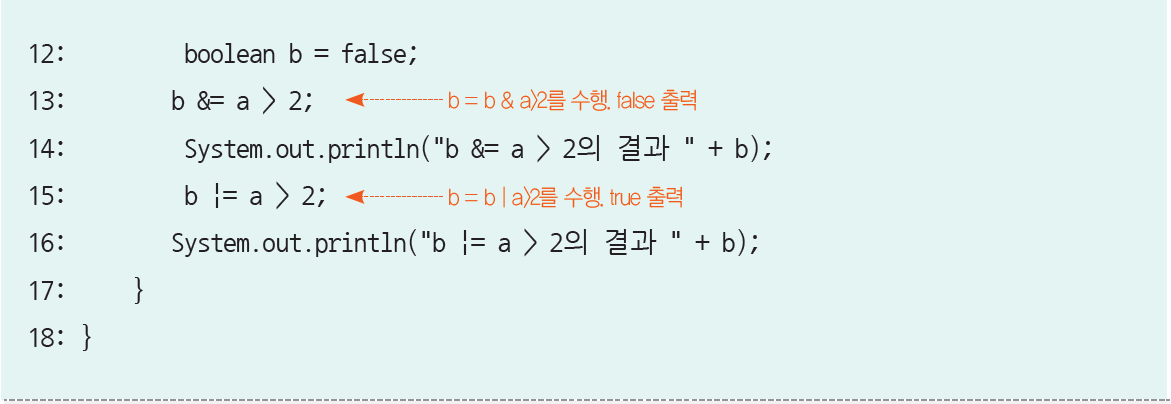 12: boolean b = false;
13: b &= a > 2; b = b & a>2를 수행. false 출력
14: System.out.println("b &= a > 2의 결과 " + b);
15: b |= a > 2; b = b | a>2를 수행. true 출력
16: System.out.println("b |= a > 2의 결과 " + b);
17: }
18: }